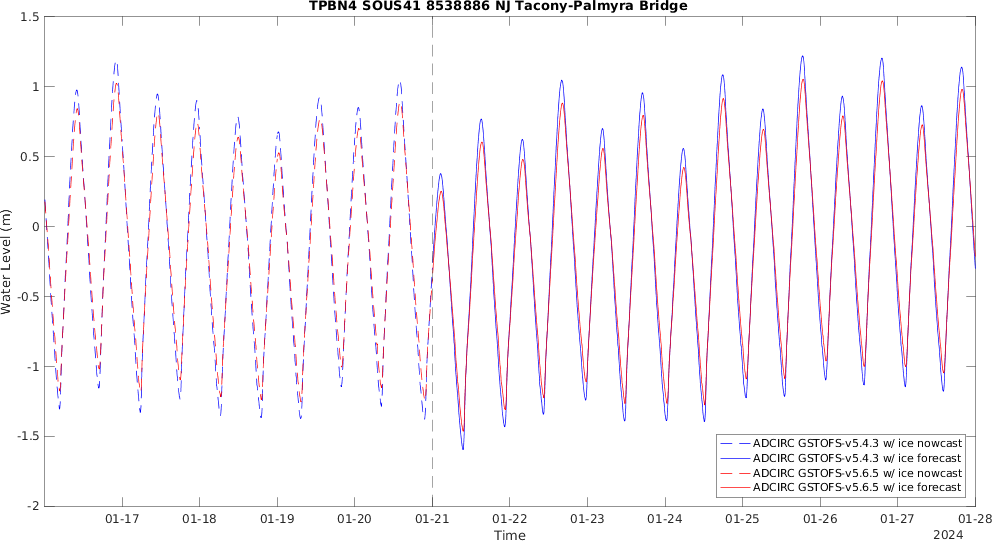 TPBN4 SOUS41 8538886 NJ Tacony-Palmyra Bridge
1.5
1
0.5
0
-0.5
-1
-1.5
-2
Water Level (m)
01-17 01-18 01-19 01-20 01-21 01-22 01-23 01-24 01-25 01-26 01-27 01-28
Time
2024
ADCIRC GSTOFS-v5.4.3 w/ ice nowcast
ADCIRC GSTOFS-v5.4.3 w/ ice forecast
ADCIRC GSTOFS-v5.6.5 w/ ice nowcast
ADCIRC GSTOFS-v5.6.5 w/ ice forecast